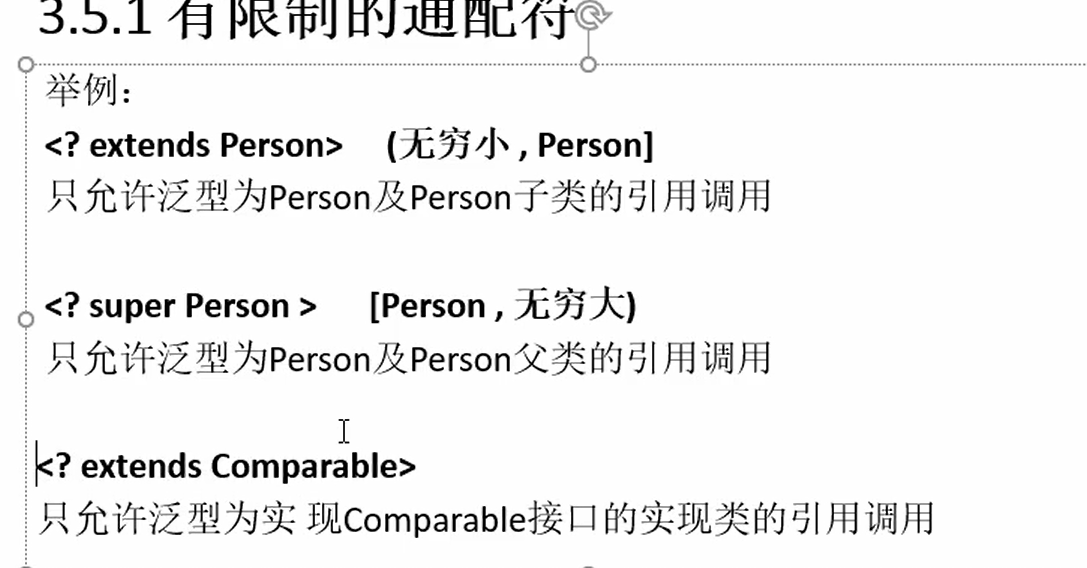 3.5.1 有限制的通配符
举例：
<? extends Person> (无穷小 , Person]
只允许泛型为Person及Person子类的引用调用
<? super Person > [Person , 无穷大)
只允许泛型为Person及Person父类的引用调用
<? extends Comparable>
只允许泛型为实 现Comparable接口的实现类的引用调用